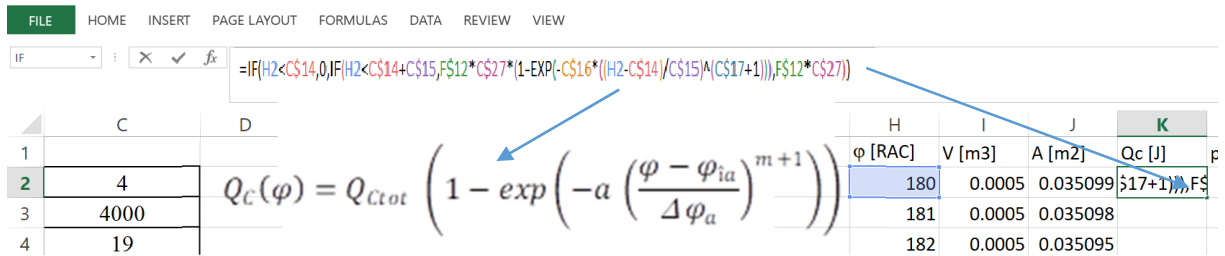 FILE HOME INSERT PAGE LAYOUT FORMULAS DATA REVIEW VIEW
IF fx =IF(H2<C$14,0,IF(H2<C$14+C$15,F$12*C$27*(1-EXP(-C$16*((H2-C$14)/C$15)^(C$17+1))),F$12*C$27))
C D H I J K
1 φ [RAC] V [m3] A [m2] Qc [J] p
2 4 180 0.0005 0.035099 $17+1))),F$
3 4000 181 0.0005 0.035098
4 19 182 0.0005 0.035095
Q_C(φ) = Q_Ctot (1 − exp(−a ((φ − φ_ia)/Δφ_a)^(m+1)))